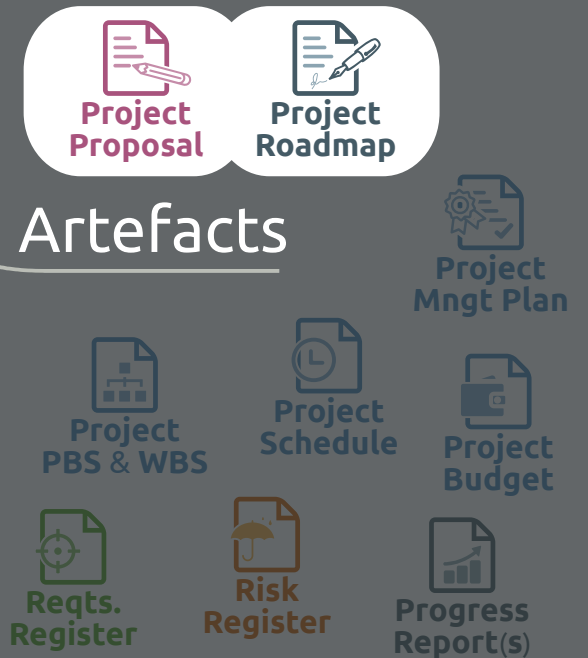 Project
Proposal
Project
Roadmap
Artefacts
Project
Mngt Plan
Project
PBS & WBS
Project
Schedule
Project
Budget
Reqts.
Register
Risk
Register
Progress
Report(s)